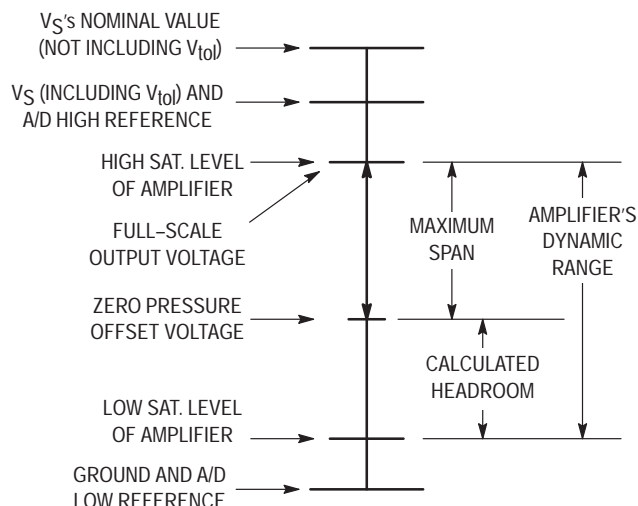 VS's NOMINAL VALUE
(NOT INCLUDING Vtol)
VS (INCLUDING Vtol) AND
A/D HIGH REFERENCE
HIGH SAT. LEVEL
OF AMPLIFIER
FULL–SCALE
OUTPUT VOLTAGE
MAXIMUM
SPAN
AMPLIFIER'S
DYNAMIC
RANGE
ZERO PRESSURE
OFFSET VOLTAGE
CALCULATED
HEADROOM
LOW SAT. LEVEL
OF AMPLIFIER
GROUND AND A/D
LOW REFERENCE